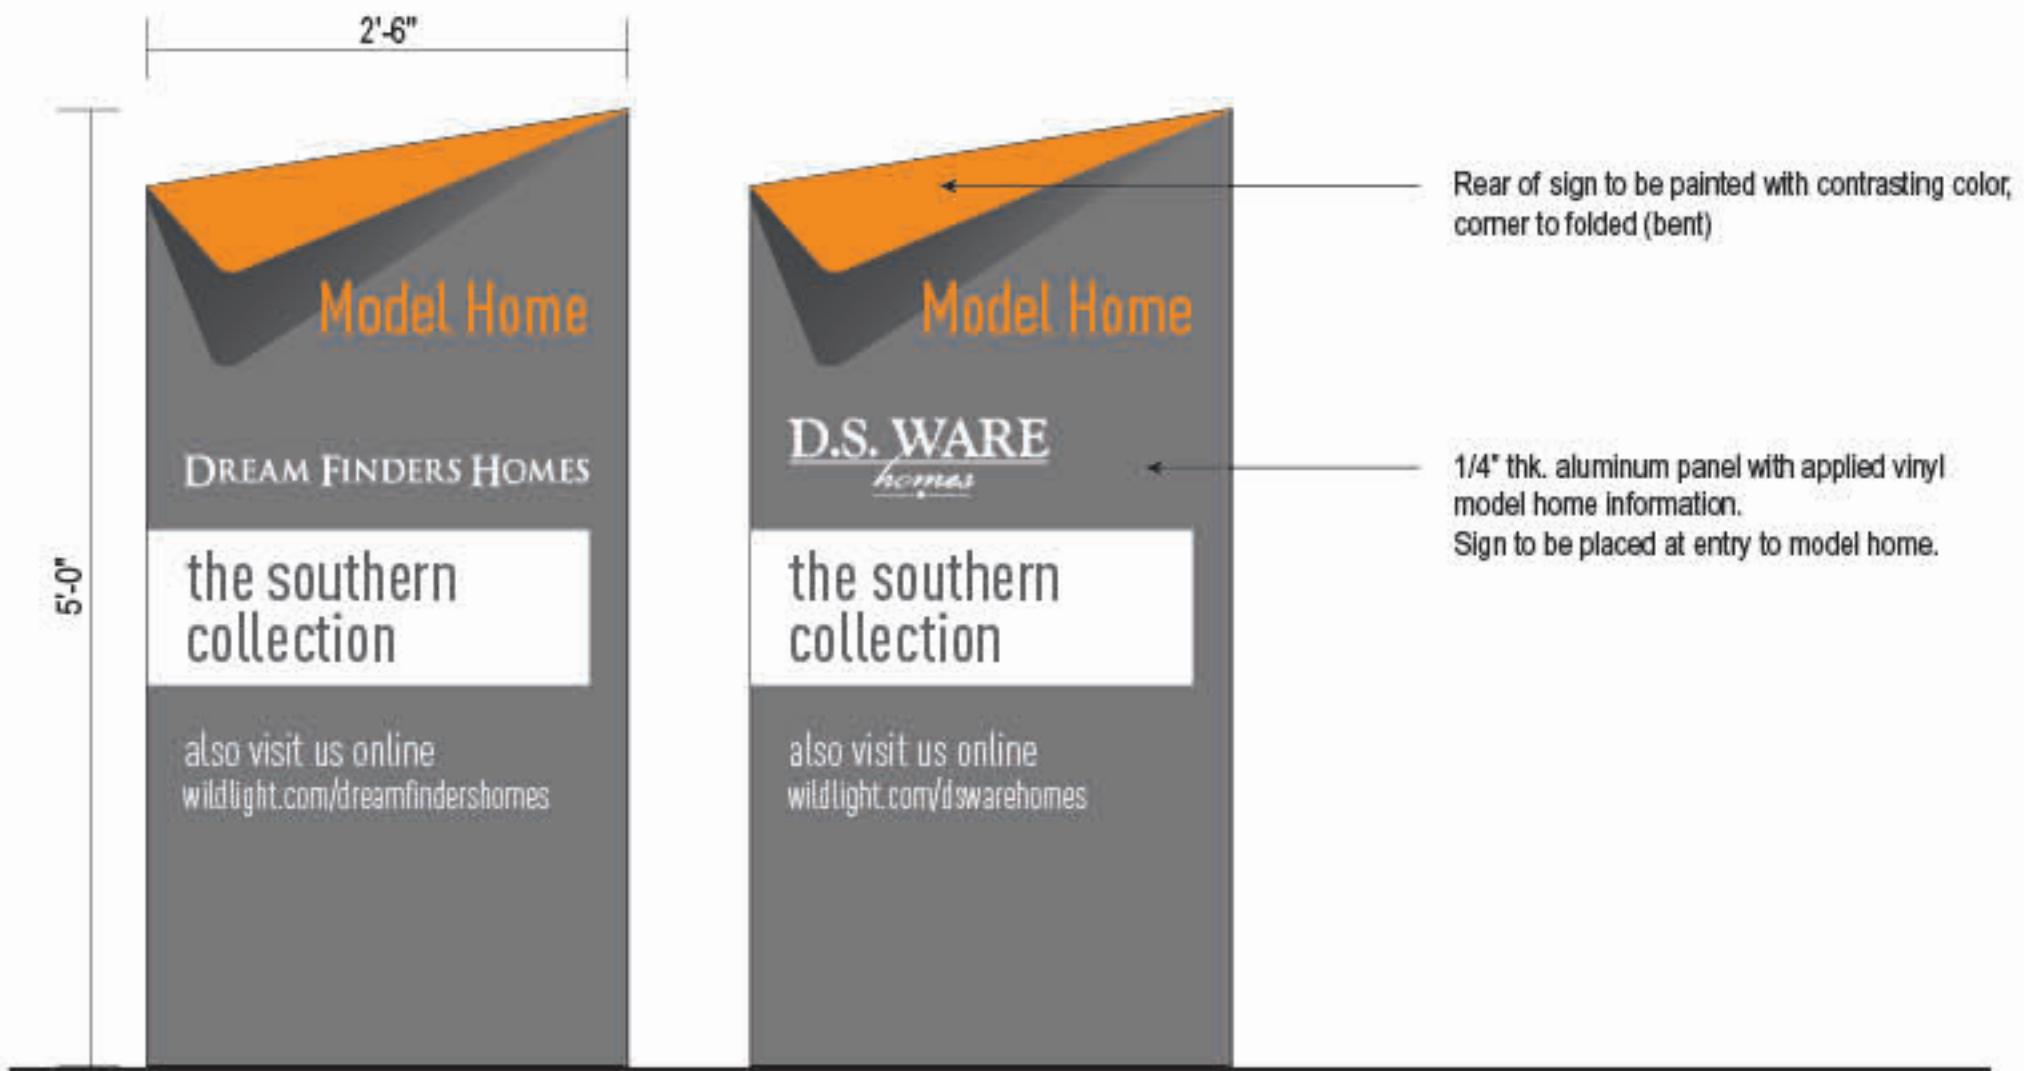 2'-6"
5'-0"
Model Home
DREAM FINDERS HOMES
the southern
collection
also visit us online
wildlight.com/dreamfindershomes
Model Home
D.S. WARE
homes
the southern
collection
also visit us online
wildlight.com/dswarehomes
Rear of sign to be painted with contrasting color,
corner to folded (bent)
1/4" thk. aluminum panel with applied vinyl
model home information.
Sign to be placed at entry to model home.